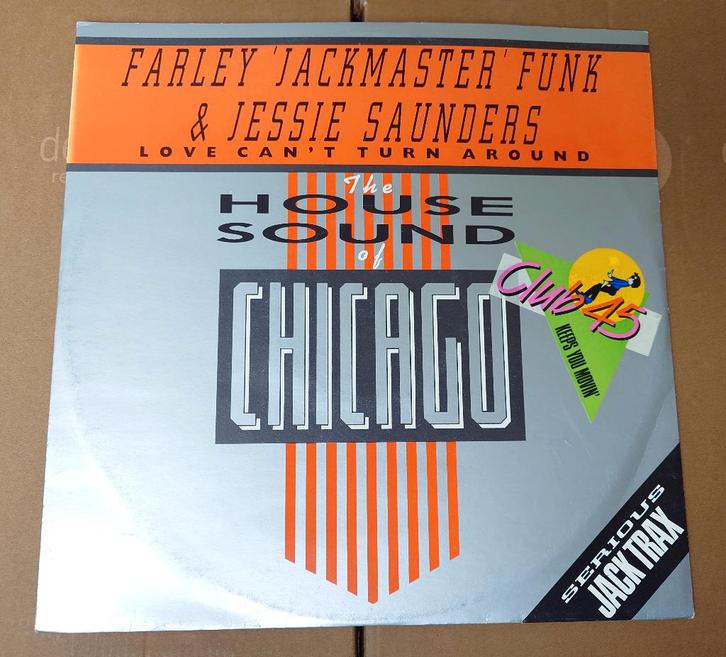 FARLEY 'JACKMASTER' FUNK
& JESSIE SAUNDERS
LOVE CAN'T TURN AROUND
The
HOUSE
SOUND
of
CHICAGO
Club 45
KEEPS YOU MOVIN'
SERIOUS
JACK TRAX